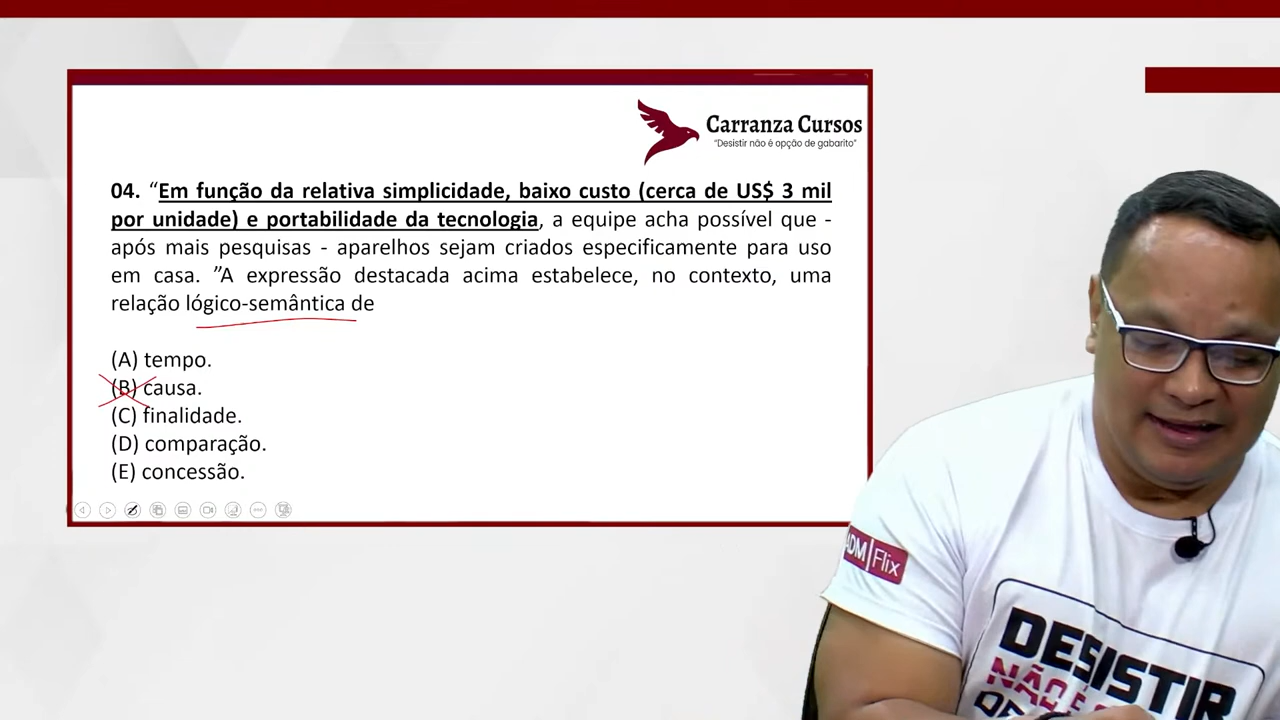 Carranza Cursos
"Desistir não é opção de gabarito"
04. “Em função da relativa simplicidade, baixo custo (cerca de US$ 3 mil
por unidade) e portabilidade da tecnologia, a equipe acha possível que -
após mais pesquisas - aparelhos sejam criados especificamente para uso
em casa. ”A expressão destacada acima estabelece, no contexto, uma
relação lógico-semântica de
(A) tempo.
(B) causa.
(C) finalidade.
(D) comparação.
(E) concessão.
ADM|Flix
DESISTIR
NÃO É